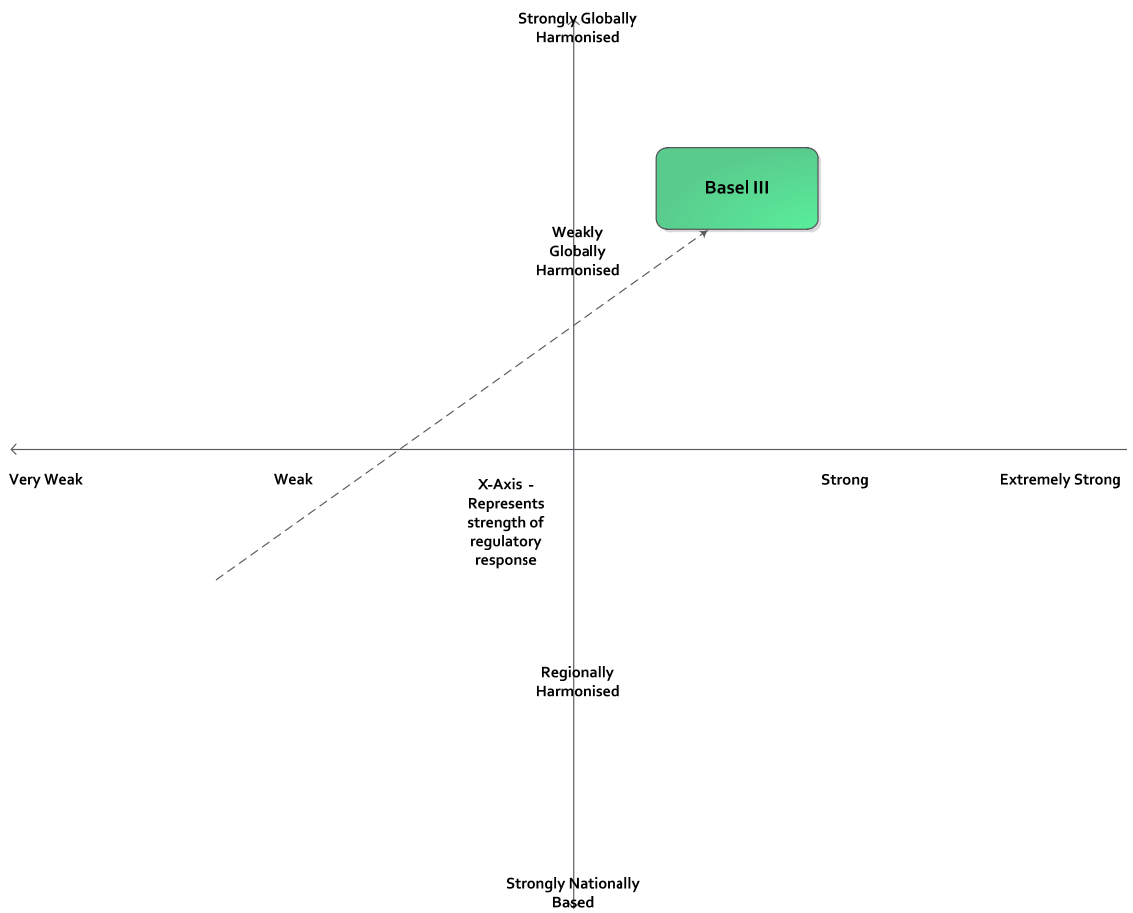 Strongly Globally
Harmonised
Basel III
Weakly
Globally
Harmonised
Very Weak
Weak
X-Axis -
Represents
strength of
regulatory
response
Strong
Extremely Strong
Regionally
Harmonised
Strongly Nationally
Based